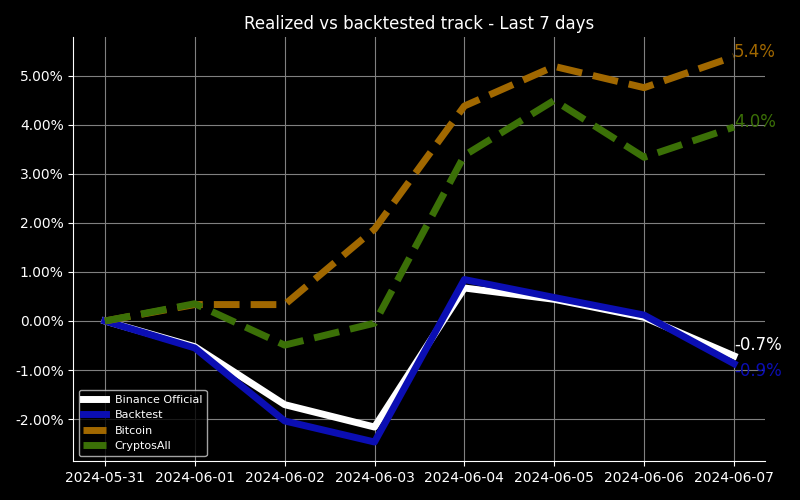 Realized vs backtested track - Last 7 days
5.4%
5.00%
4.00%
4.0%
3.00%
2.00%
1.00%
0.00%
-0.7%
-1.00%
-0.9%
-2.00%
Binance Official
Backtest
Bitcoin
CryptosAll
2024-05-31 2024-06-01 2024-06-02 2024-06-03 2024-06-04 2024-06-05 2024-06-06 2024-06-07